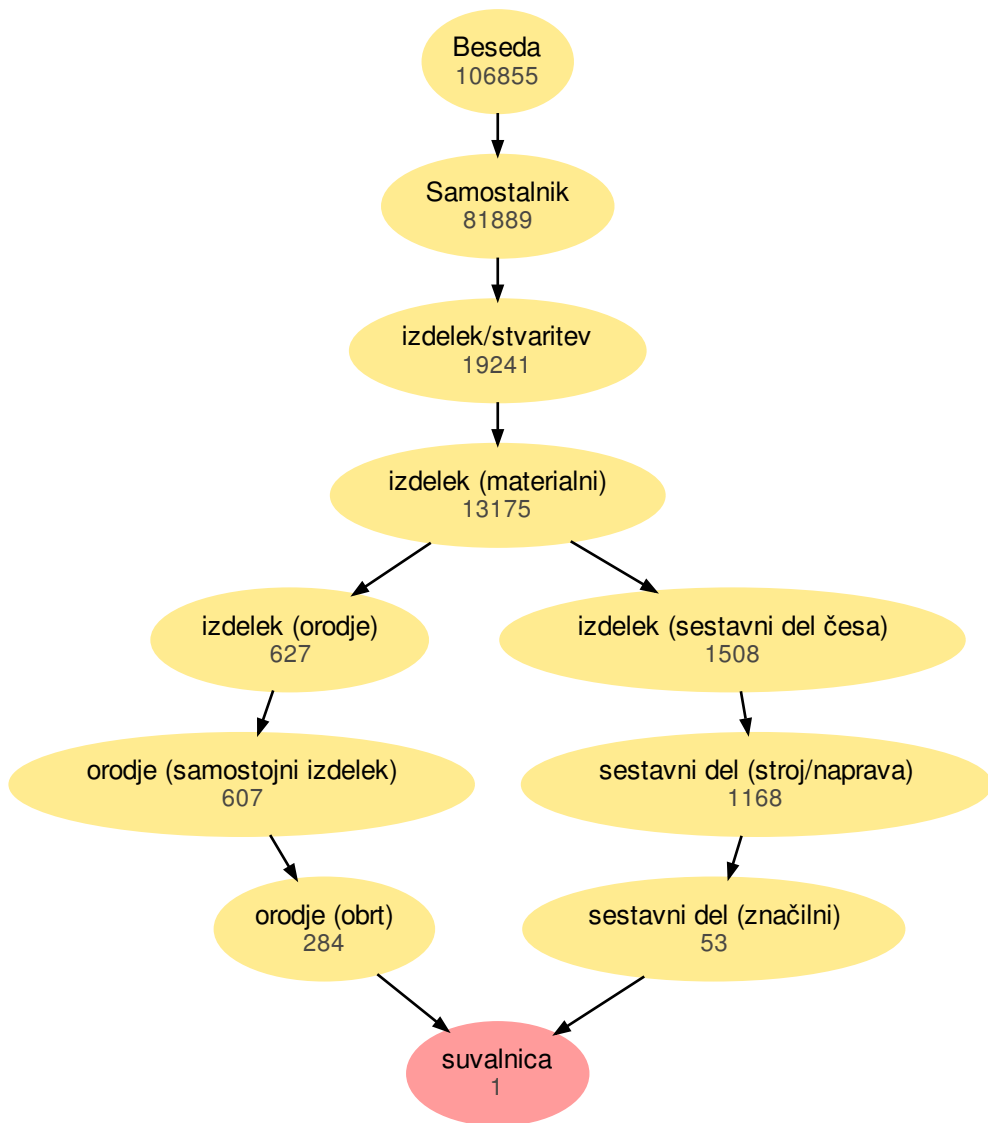 Beseda
106855
Samostalnik
81889
izdelek/stvaritev
19241
izdelek (materialni)
13175
izdelek (orodje)
627
izdelek (sestavni del česa)
1508
orodje (samostojni izdelek)
607
sestavni del (stroj/naprava)
1168
orodje (obrt)
284
sestavni del (značilni)
53
suvalnica
1